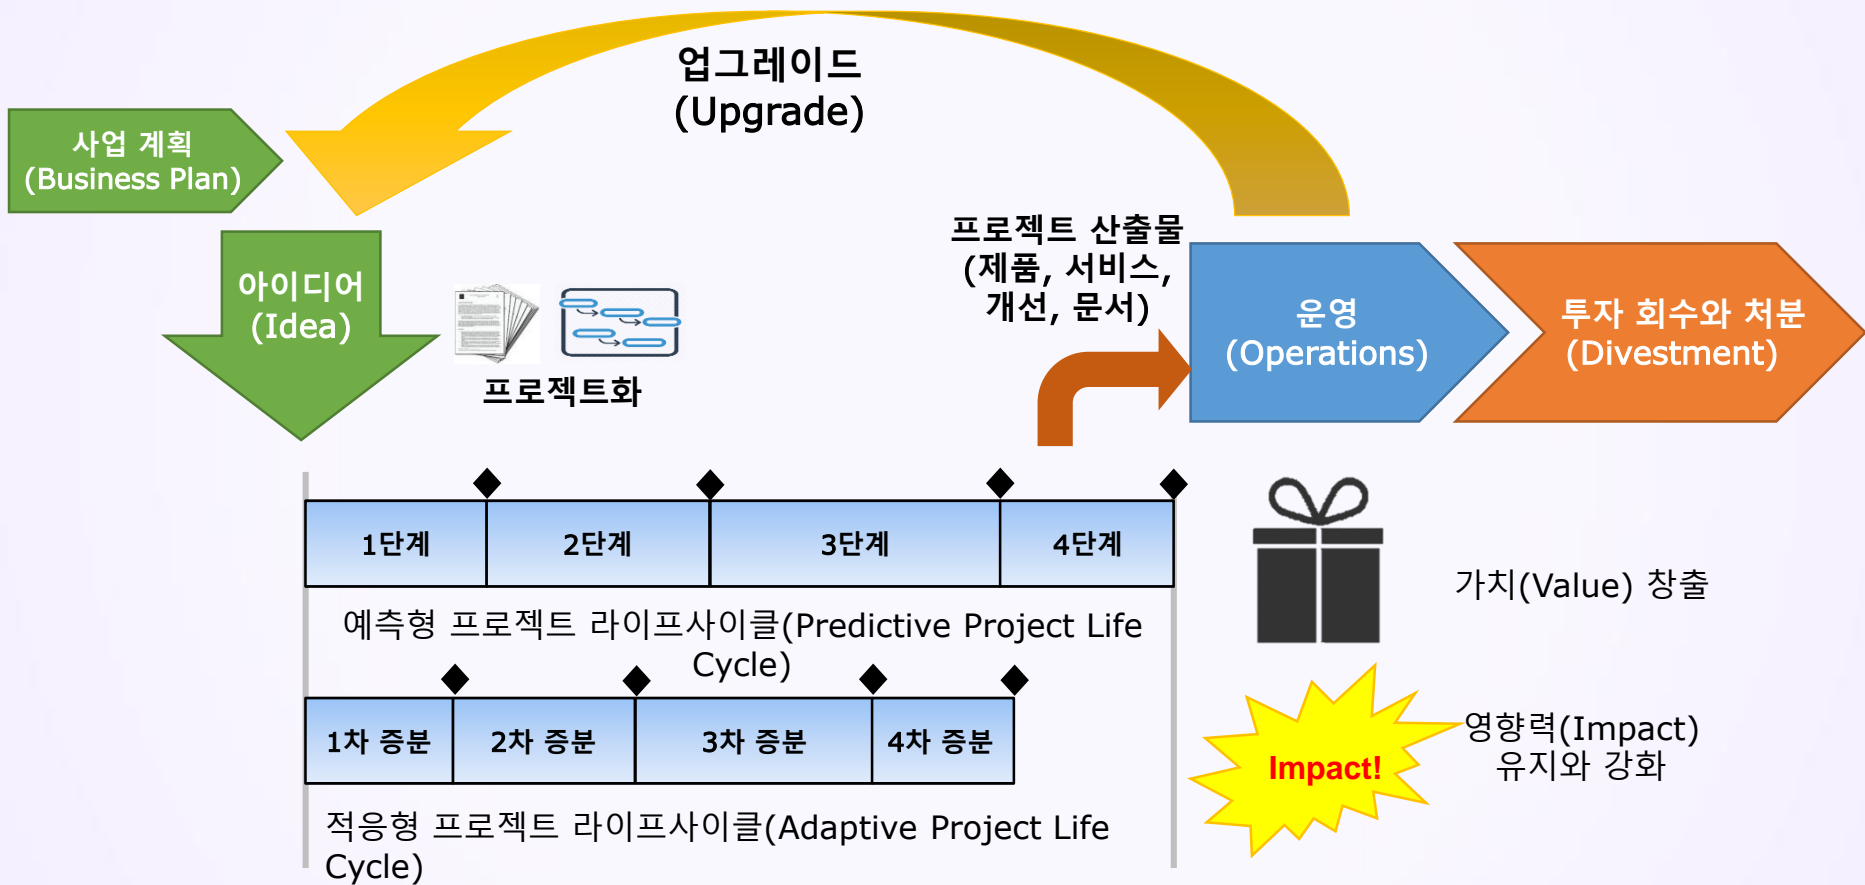 업그레이드
(Upgrade)
사업 계획
(Business Plan)
아이디어
(Idea)
프로젝트화
프로젝트 산출물
(제품, 서비스,
개선, 문서)
운영
(Operations)
투자 회수와 처분
(Divestment)
1단계
2단계
3단계
4단계
예측형 프로젝트 라이프사이클(Predictive Project Life
Cycle)
가치(Value) 창출
1차 증분
2차 증분
3차 증분
4차 증분
적응형 프로젝트 라이프사이클(Adaptive Project Life
Cycle)
Impact!
영향력(Impact)
유지와 강화